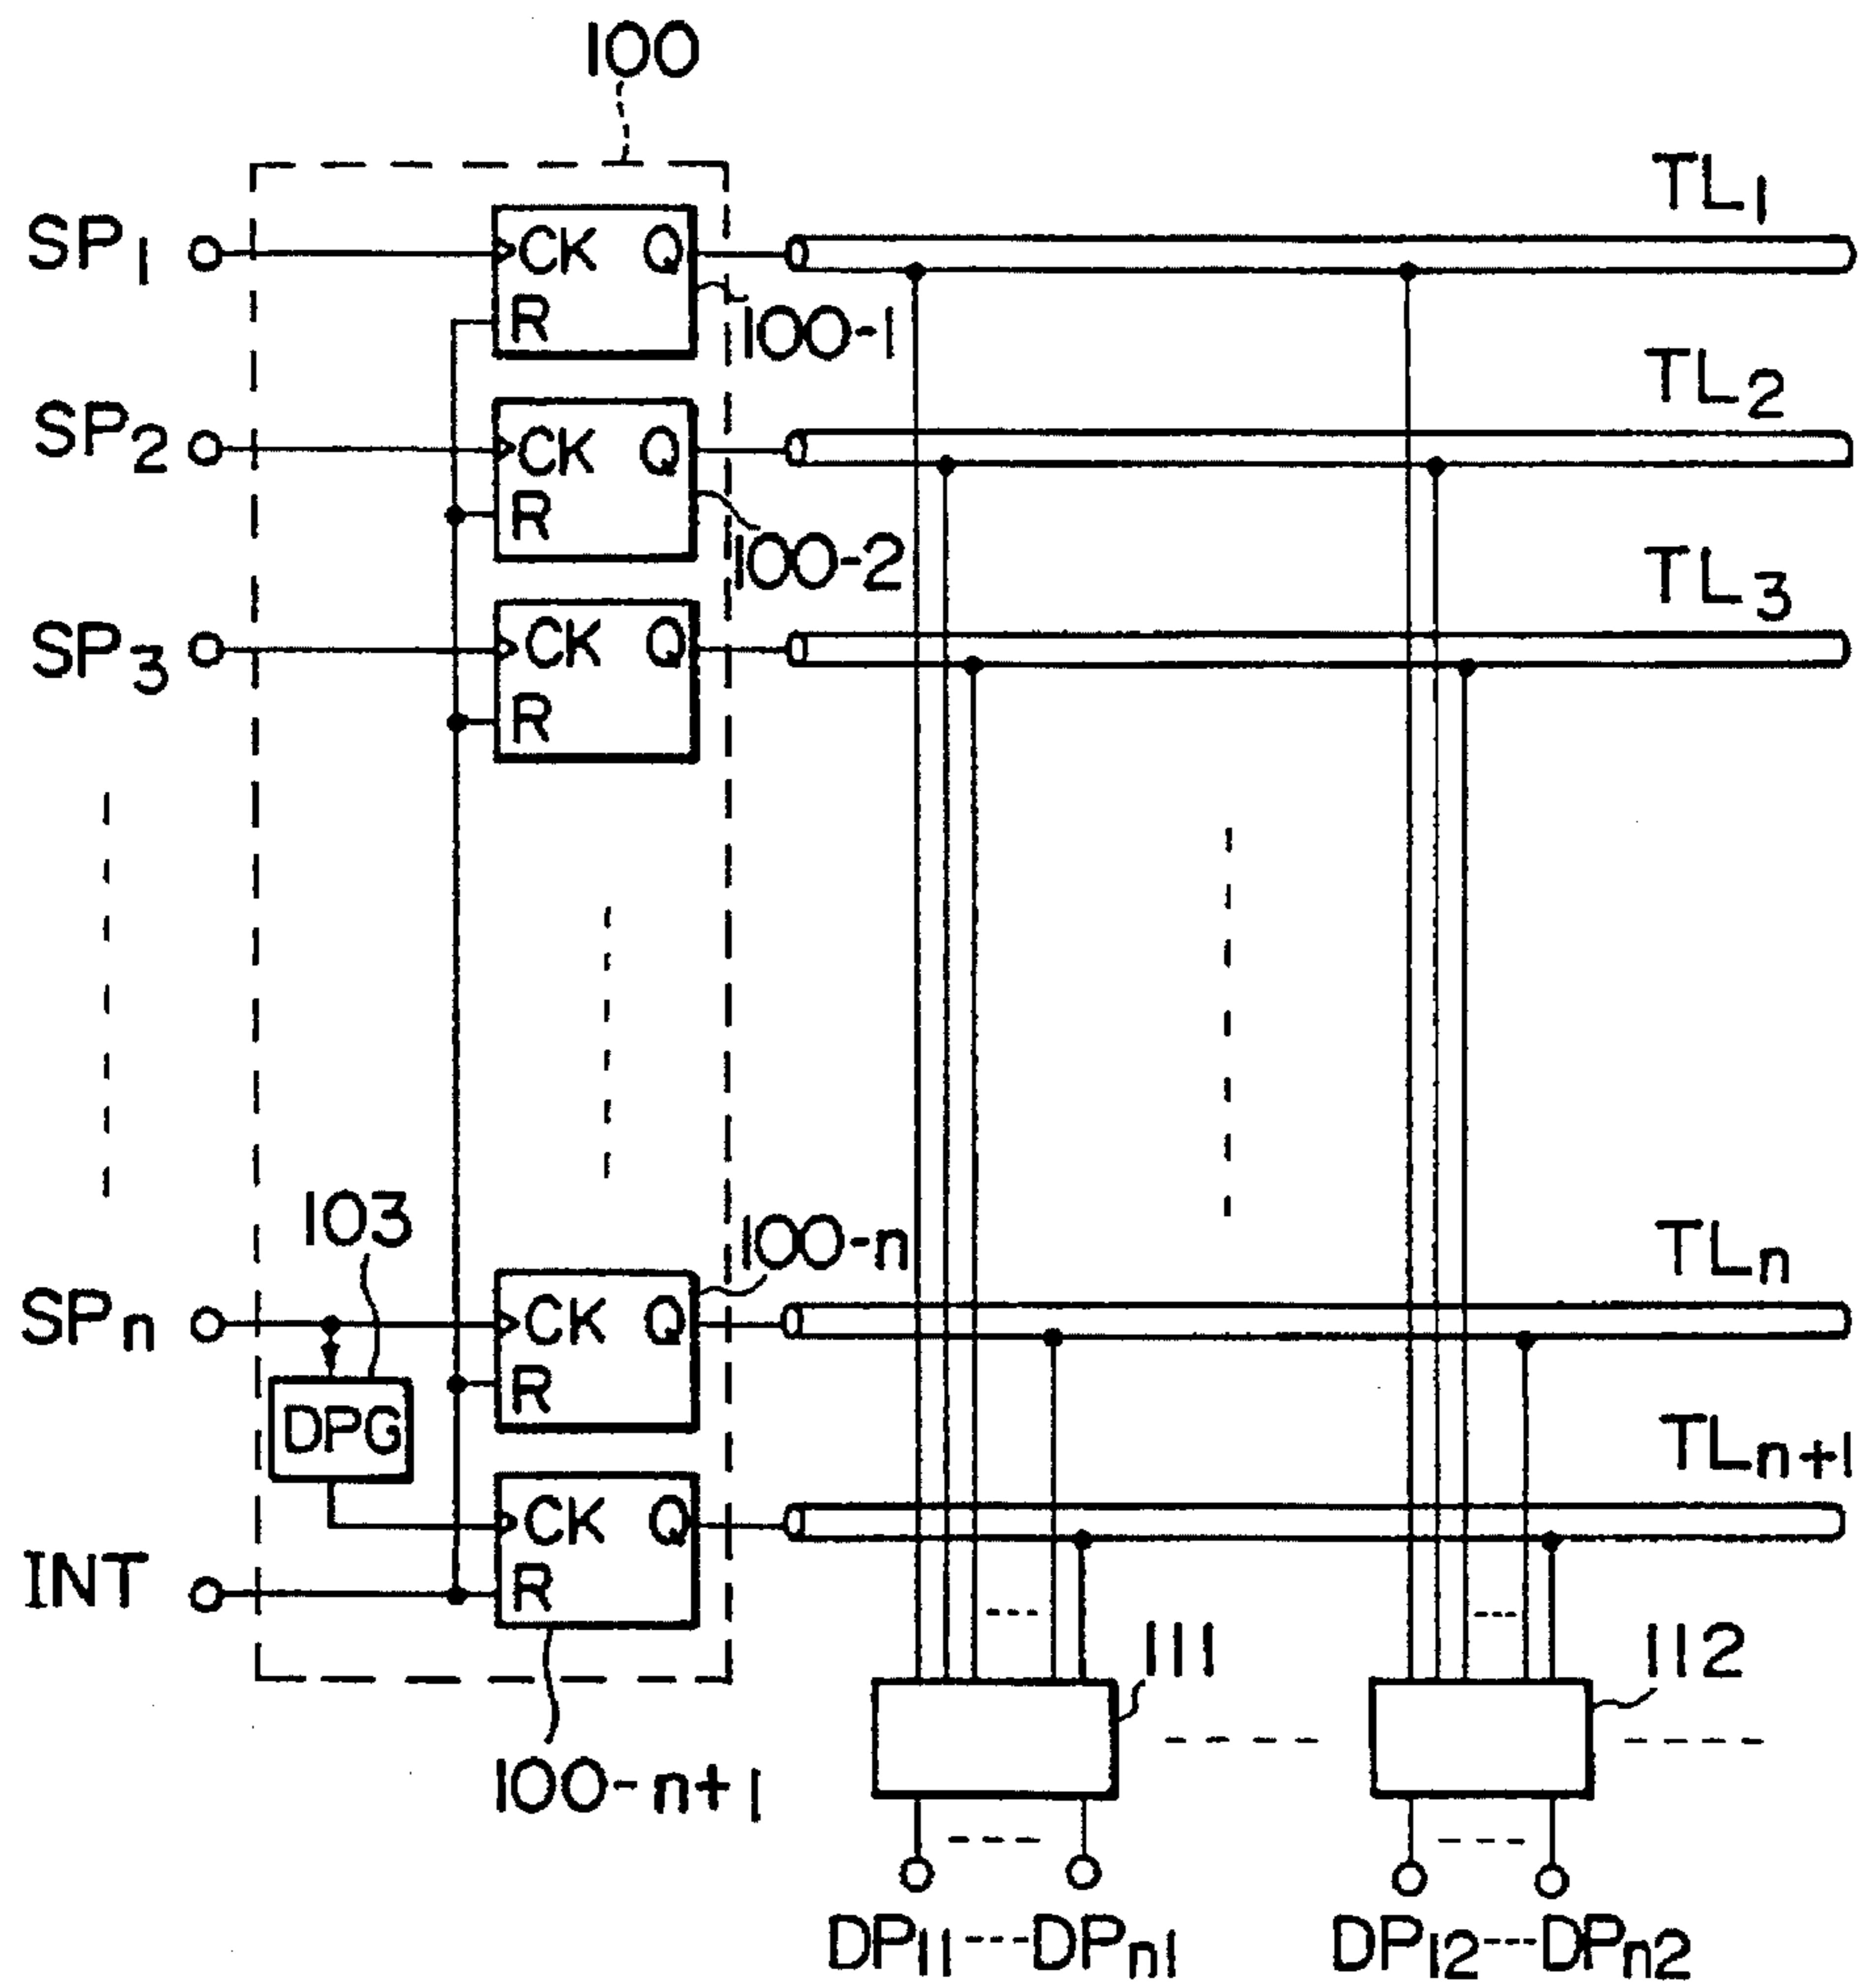 100
SP1 CK Q TL1
R 100-1
SP2 CK Q TL2
R 100-2
SP3 CK Q TL3
R
103 100-n
SPn CK Q TLn
R
DPG
CK Q TLn+1
INT R
111 112
100-n+1
DP11 --- DPn1 DP12 --- DPn2